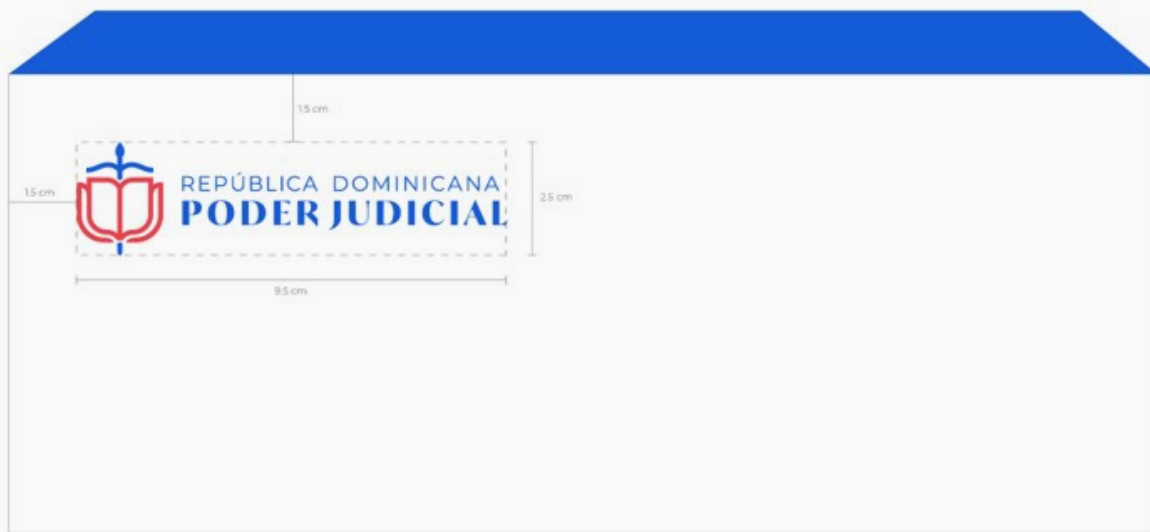 1.5 cm
1.5 cm
REPÚBLICA DOMINICANA
PODER JUDICIAL
2.5 cm
9.5 cm